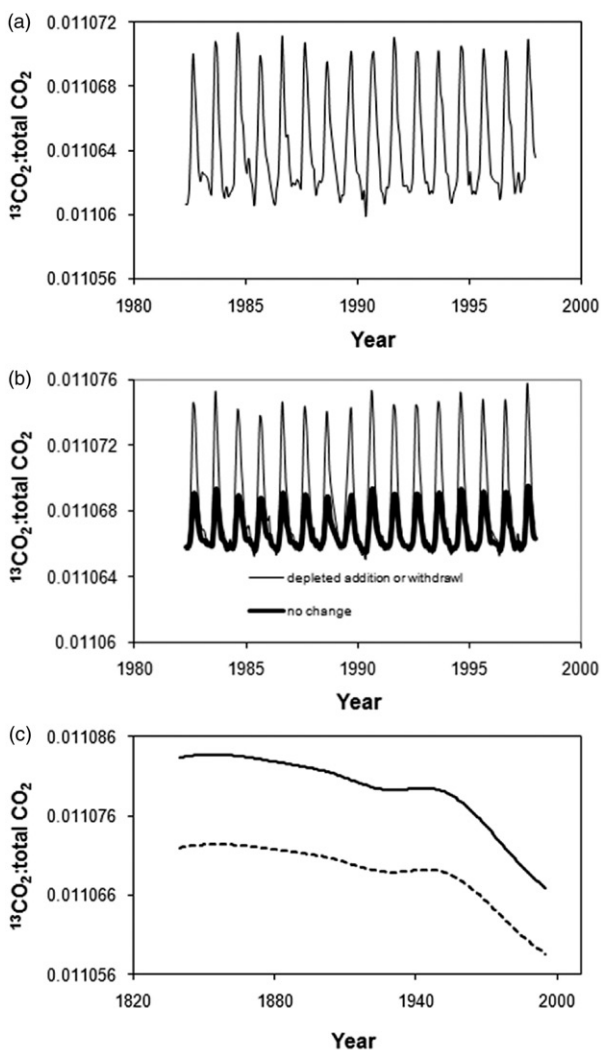 (a)
0.011072
0.011068
0.011064
0.01106
0.011056
¹³CO₂:total CO₂
1980 1985 1990 1995 2000
Year
(b)
0.011076
0.011072
0.011068
0.011064
0.01106
¹³CO₂:total CO₂
depleted addition or withdrawl
no change
1980 1985 1990 1995 2000
Year
(c)
0.011086
0.011076
0.011066
0.011056
¹³CO₂:total CO₂
1820 1880 1940 2000
Year